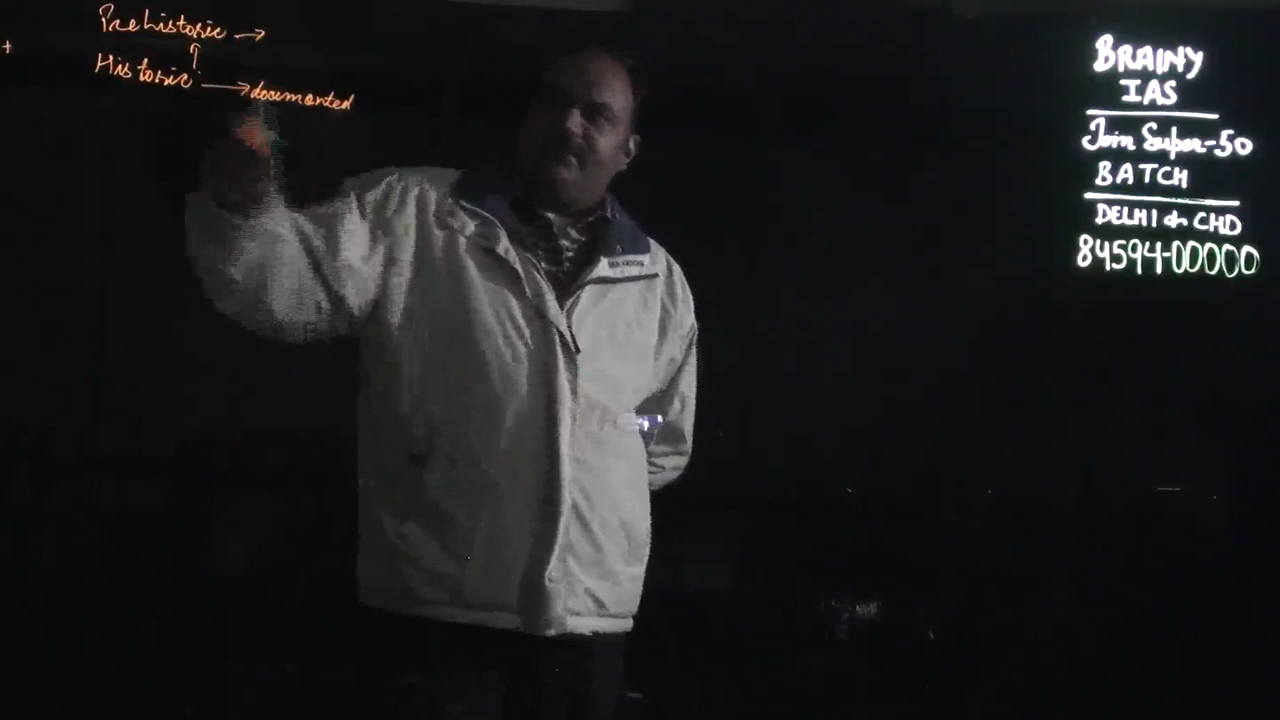 Prehistoric →
↑
Historic → documented
BRAINY
IAS
Join Super-50
BATCH
DELHI & CHD
84594-00000